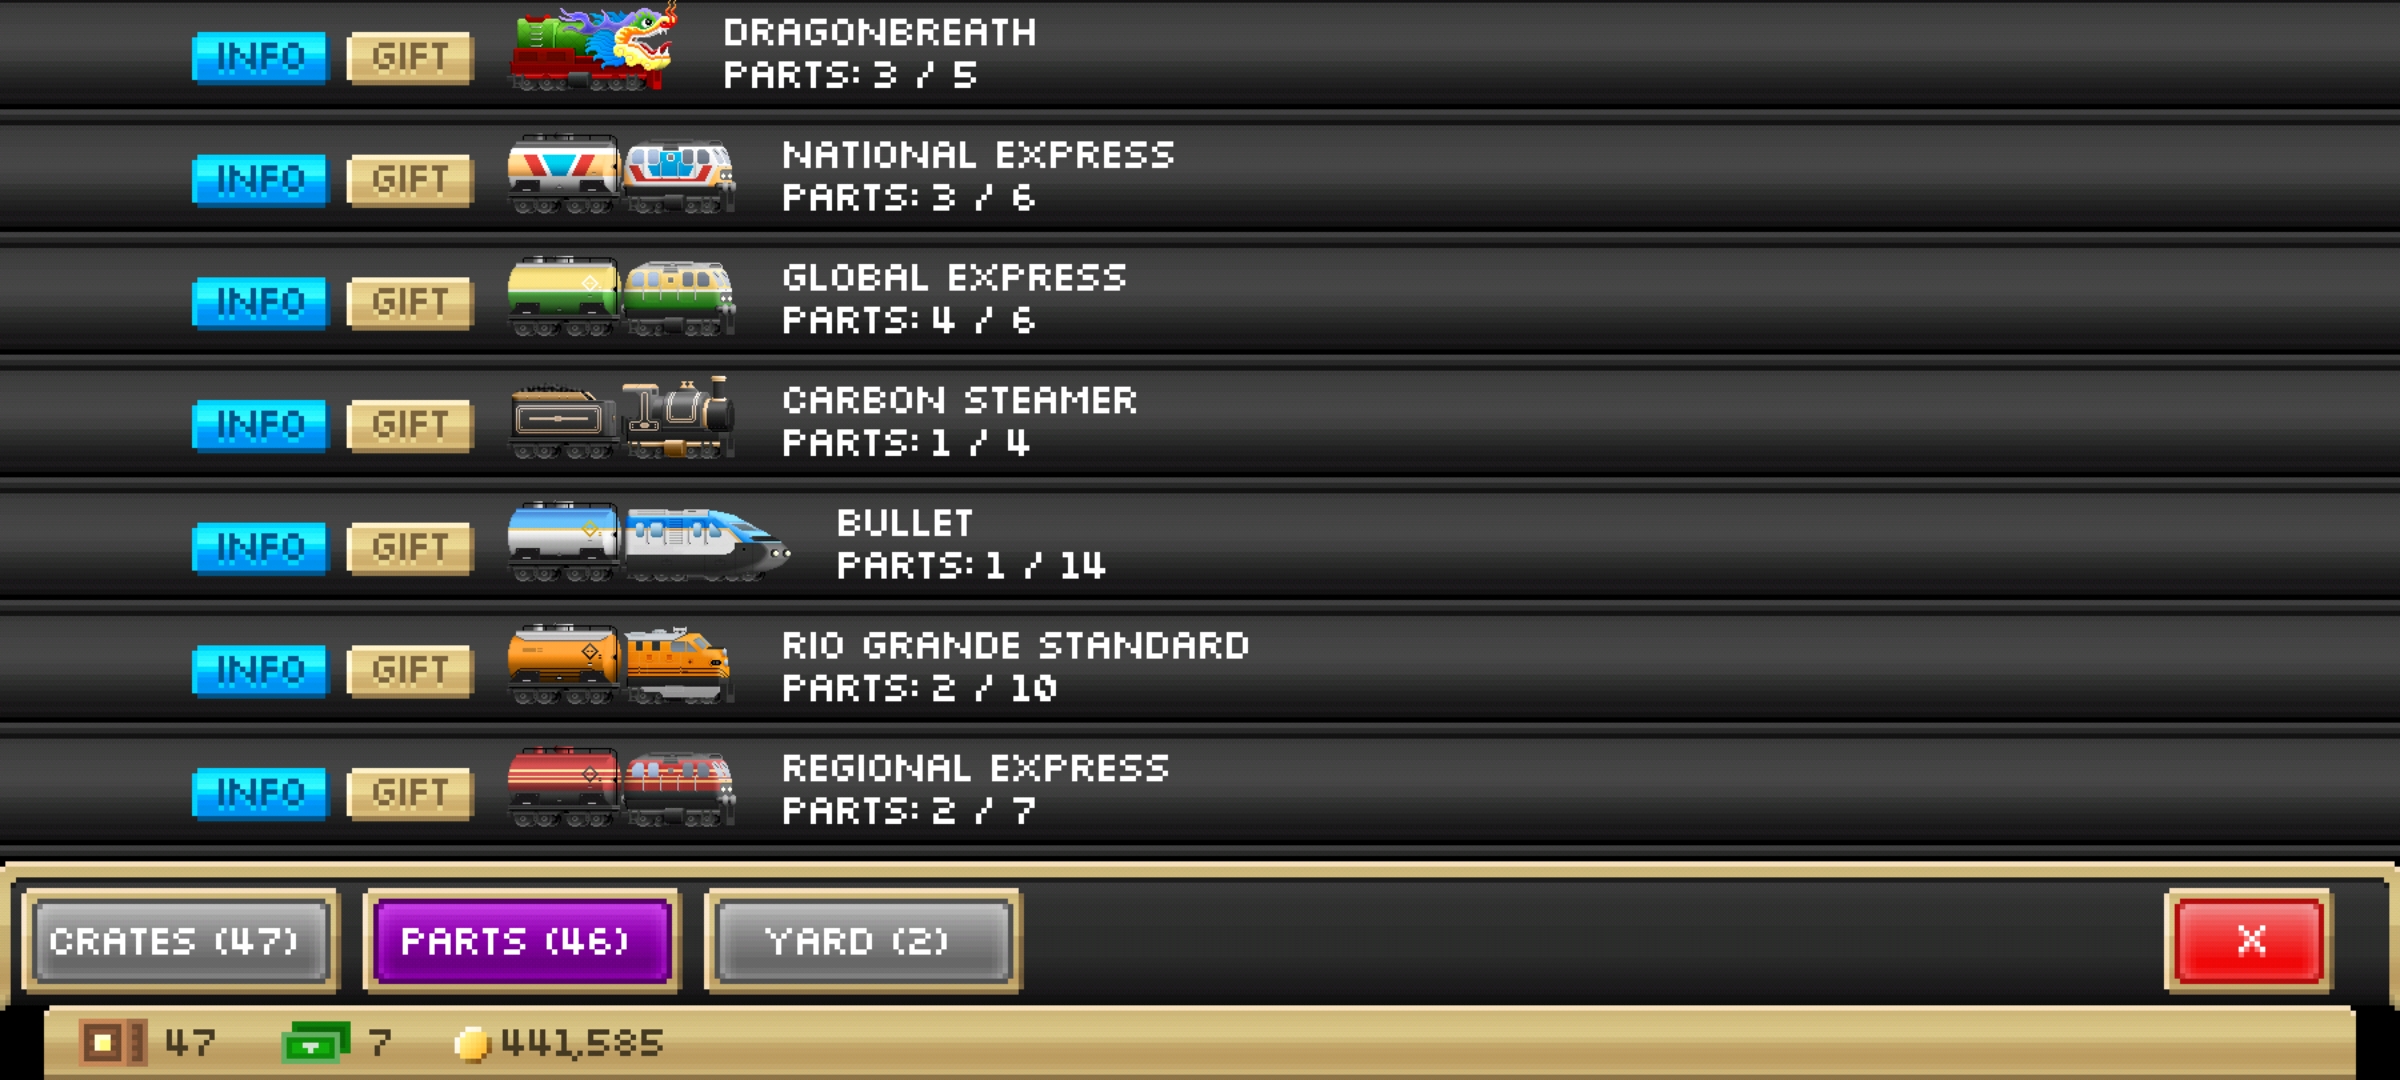 INFO GIFT DRAGONBREATH
PARTS: 3 / 5
INFO GIFT NATIONAL EXPRESS
PARTS: 3 / 6
INFO GIFT GLOBAL EXPRESS
PARTS: 4 / 6
INFO GIFT CARBON STEAMER
PARTS: 1 / 4
INFO GIFT BULLET
PARTS: 1 / 14
INFO GIFT RIO GRANDE STANDARD
PARTS: 2 / 10
INFO GIFT REGIONAL EXPRESS
PARTS: 2 / 7
CRATES (47) PARTS (46) YARD (2) X
47 7 441,585